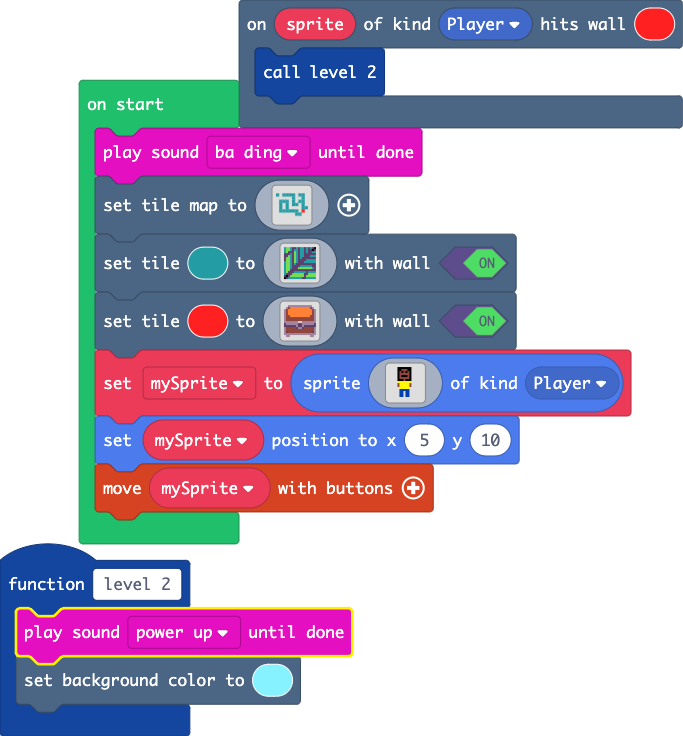 on sprite of kind Player hits wall
call level 2
on start
play sound ba ding until done
set tile map to
set tile to with wall ON
set tile to with wall ON
set mySprite to sprite of kind Player
set mySprite position to x 5 y 10
move mySprite with buttons
function level 2
play sound power up until done
set background color to